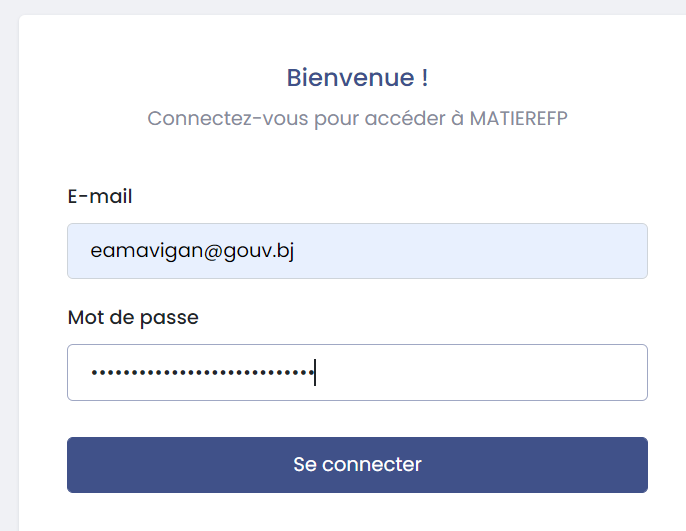 Bienvenue !
Connectez-vous pour accéder à MATIEREFP
E-mail
eamavigan@gouv.bj
Mot de passe
••••••••••••••••••••••••••••
Se connecter